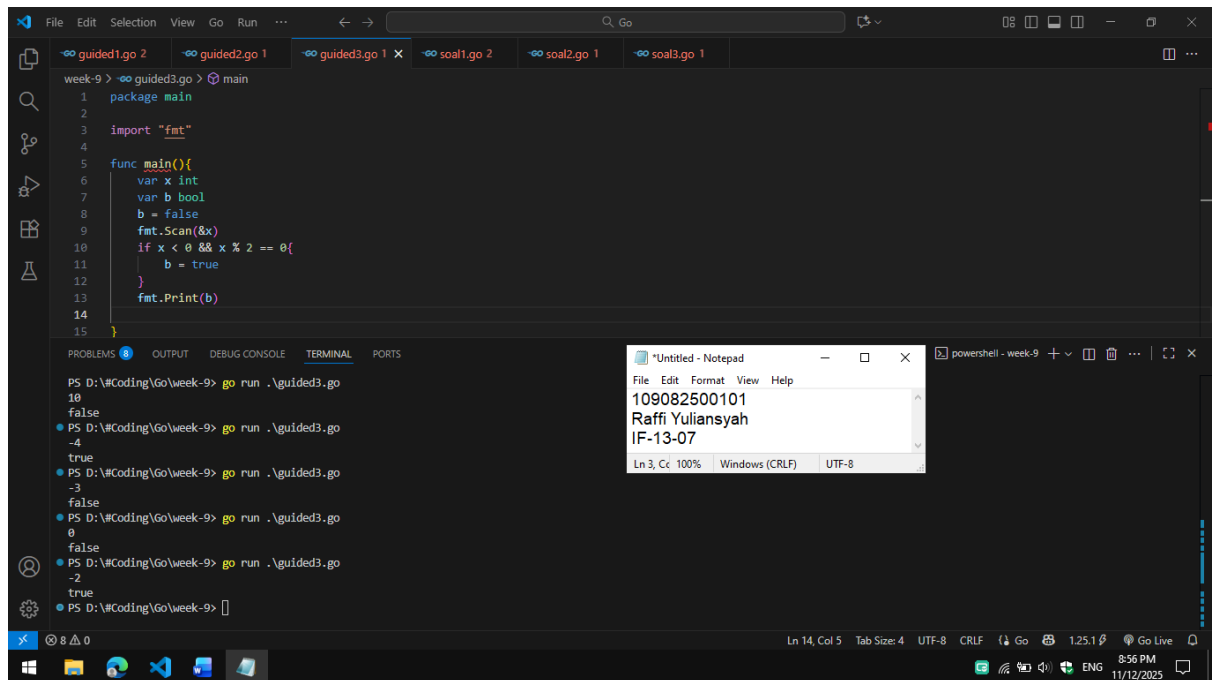 File Edit Selection View Go Run ··· ← → Go
guided1.go 2 guided2.go 1 guided3.go 1 × soal1.go 2 soal2.go 1 soal3.go 1 ···
week-9 > guided3.go > main
1 package main
2
3 import "fmt"
4
5 func main(){
6 var x int
7 var b bool
8 b = false
9 fmt.Scan(&x)
10 if x < 0 && x % 2 == 0{
11 b = true
12 }
13 fmt.Print(b)
14
15 }
PROBLEMS 8 OUTPUT DEBUG CONSOLE TERMINAL PORTS powershell - week-9
PS D:\#Coding\Go\week-9> go run .\guided3.go
10
false
PS D:\#Coding\Go\week-9> go run .\guided3.go
-4
true
PS D:\#Coding\Go\week-9> go run .\guided3.go
-3
false
PS D:\#Coding\Go\week-9> go run .\guided3.go
0
false
PS D:\#Coding\Go\week-9> go run .\guided3.go
-2
true
PS D:\#Coding\Go\week-9>
*Untitled - Notepad
File Edit Format View Help
109082500101
Raffi Yuliansyah
IF-13-07
Ln 3, Cc 100% Windows (CRLF) UTF-8
8 0 Ln 14, Col 5 Tab Size: 4 UTF-8 CRLF Go 1.25.1 Go Live
ENG 8:56 PM
11/12/2025